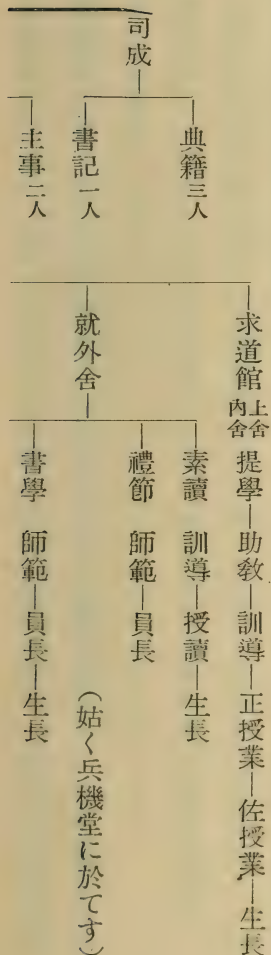 司成
典籍三人
書記一人
主事二人
求道館 上舍 內舍 提學―助敎―訓導―正授業―佐授業―生長
就外舍
素讀 訓導―授讀―生長
禮節 師範―員長
(姑く兵機堂に於てす)
書學 師範―員長―生長